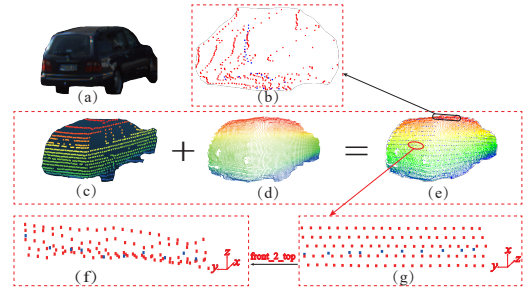 (a)
(b)
(c)
+
(d)
=
(e)
(f)
y z x
front_2_top
(g)
y x z